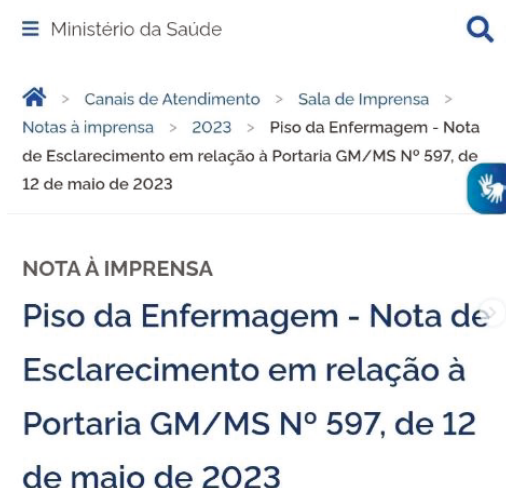 Ministério da Saúde
> Canais de Atendimento > Sala de Imprensa >
Notas à imprensa > 2023 > Piso da Enfermagem - Nota
de Esclarecimento em relação à Portaria GM/MS Nº 597, de
12 de maio de 2023
NOTA À IMPRENSA
Piso da Enfermagem - Nota de
Esclarecimento em relação à
Portaria GM/MS Nº 597, de 12
de maio de 2023